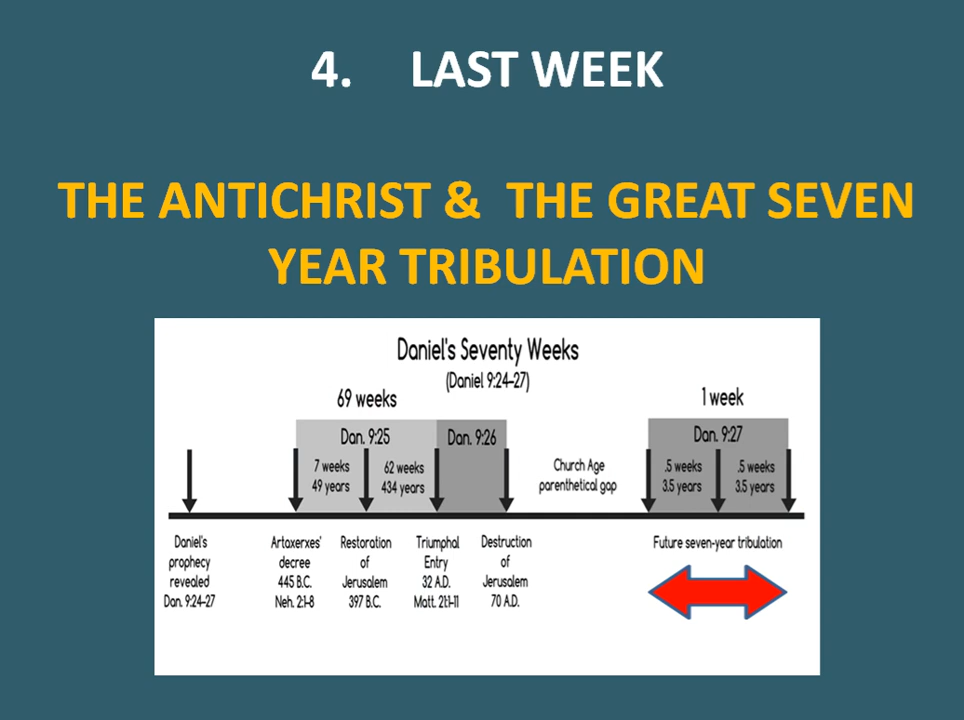 4. LAST WEEK
THE ANTICHRIST & THE GREAT SEVEN
YEAR TRIBULATION
Daniel's Seventy Weeks
(Daniel 9:24-27)
69 weeks
1 week
Dan. 9:25
Dan. 9:26
Dan. 9:27
7 weeks
49 years
62 weeks
434 years
Church Age
parenthetical gap
.5 weeks
3.5 years
.5 weeks
3.5 years
Daniel's
prophecy
revealed
Dan. 9:24-27
Artaxerxes'
decree
445 B.C.
Neh. 2:1-8
Restoration
of
Jerusalem
397 B.C.
Triumphal
Entry
32 A.D.
Matt. 21:1-11
Destruction
of
Jerusalem
70 A.D.
Future seven-year tribulation